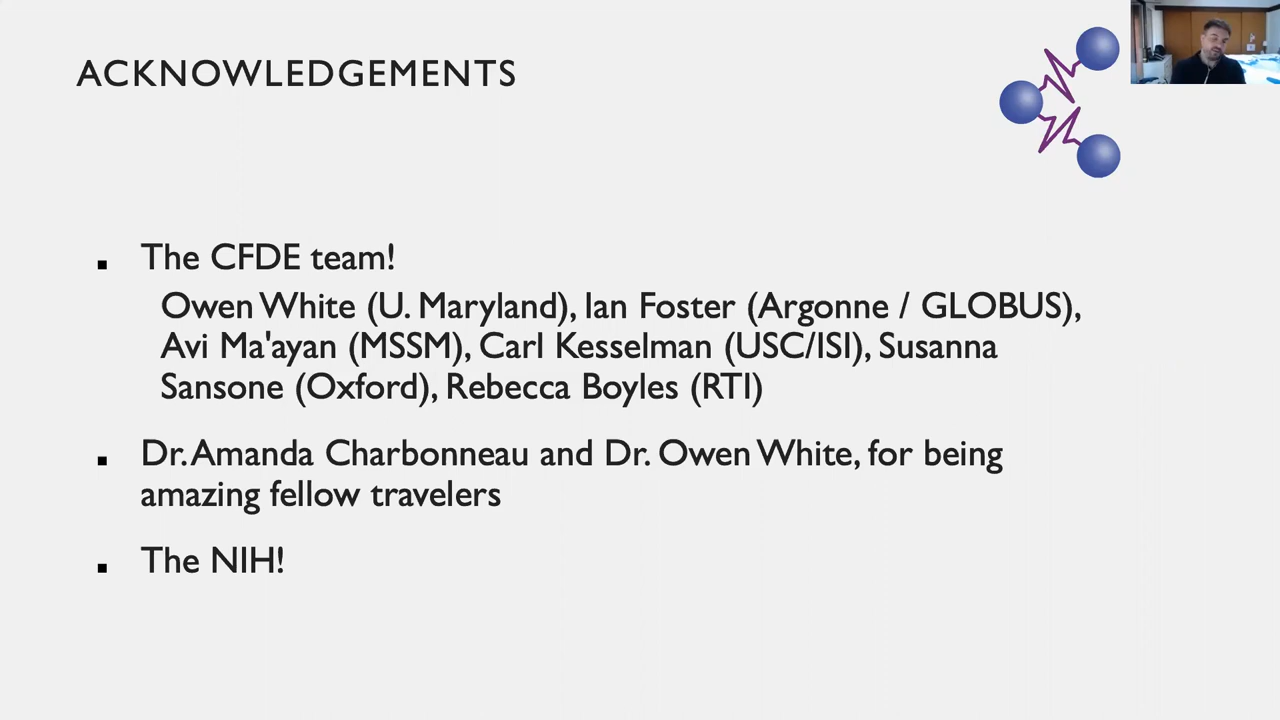 ACKNOWLEDGEMENTS
▪ The CFDE team!
Owen White (U. Maryland), Ian Foster (Argonne / GLOBUS),
Avi Ma'ayan (MSSM), Carl Kesselman (USC/ISI), Susanna
Sansone (Oxford), Rebecca Boyles (RTI)
▪ Dr. Amanda Charbonneau and Dr. Owen White, for being
amazing fellow travelers
▪ The NIH!